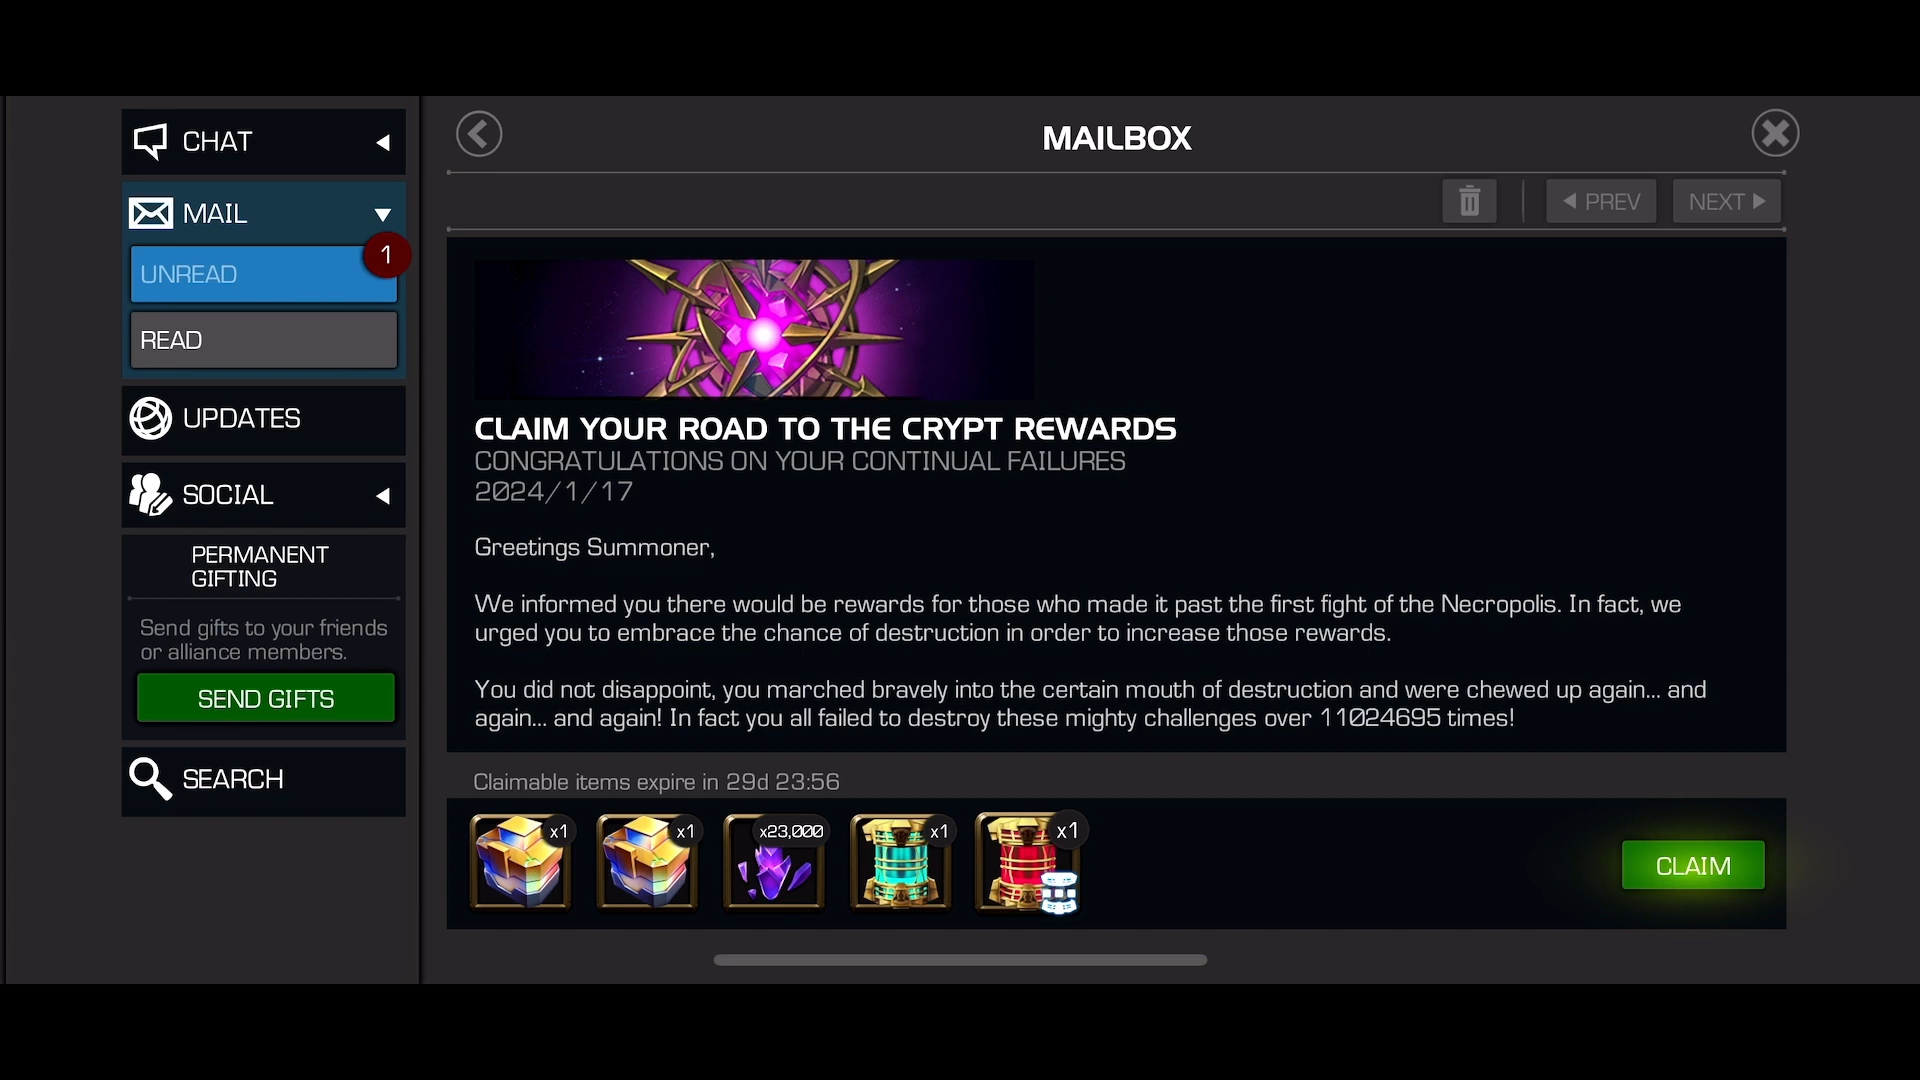 CHAT
MAIL
1
UNREAD
READ
UPDATES
SOCIAL
PERMANENT
GIFTING
Send gifts to your friends
or alliance members.
SEND GIFTS
SEARCH
MAILBOX
PREV
NEXT
CLAIM YOUR ROAD TO THE CRYPT REWARDS
CONGRATULATIONS ON YOUR CONTINUAL FAILURES
2024/1/17
Greetings Summoner,
We informed you there would be rewards for those who made it past the first fight of the Necropolis. In fact, we
urged you to embrace the chance of destruction in order to increase those rewards.
You did not disappoint, you marched bravely into the certain mouth of destruction and were chewed up again... and
again... and again! In fact you all failed to destroy these mighty challenges over 11024695 times!
Claimable items expire in 29d 23:56
x1
x1
x23,000
x1
x1
CLAIM